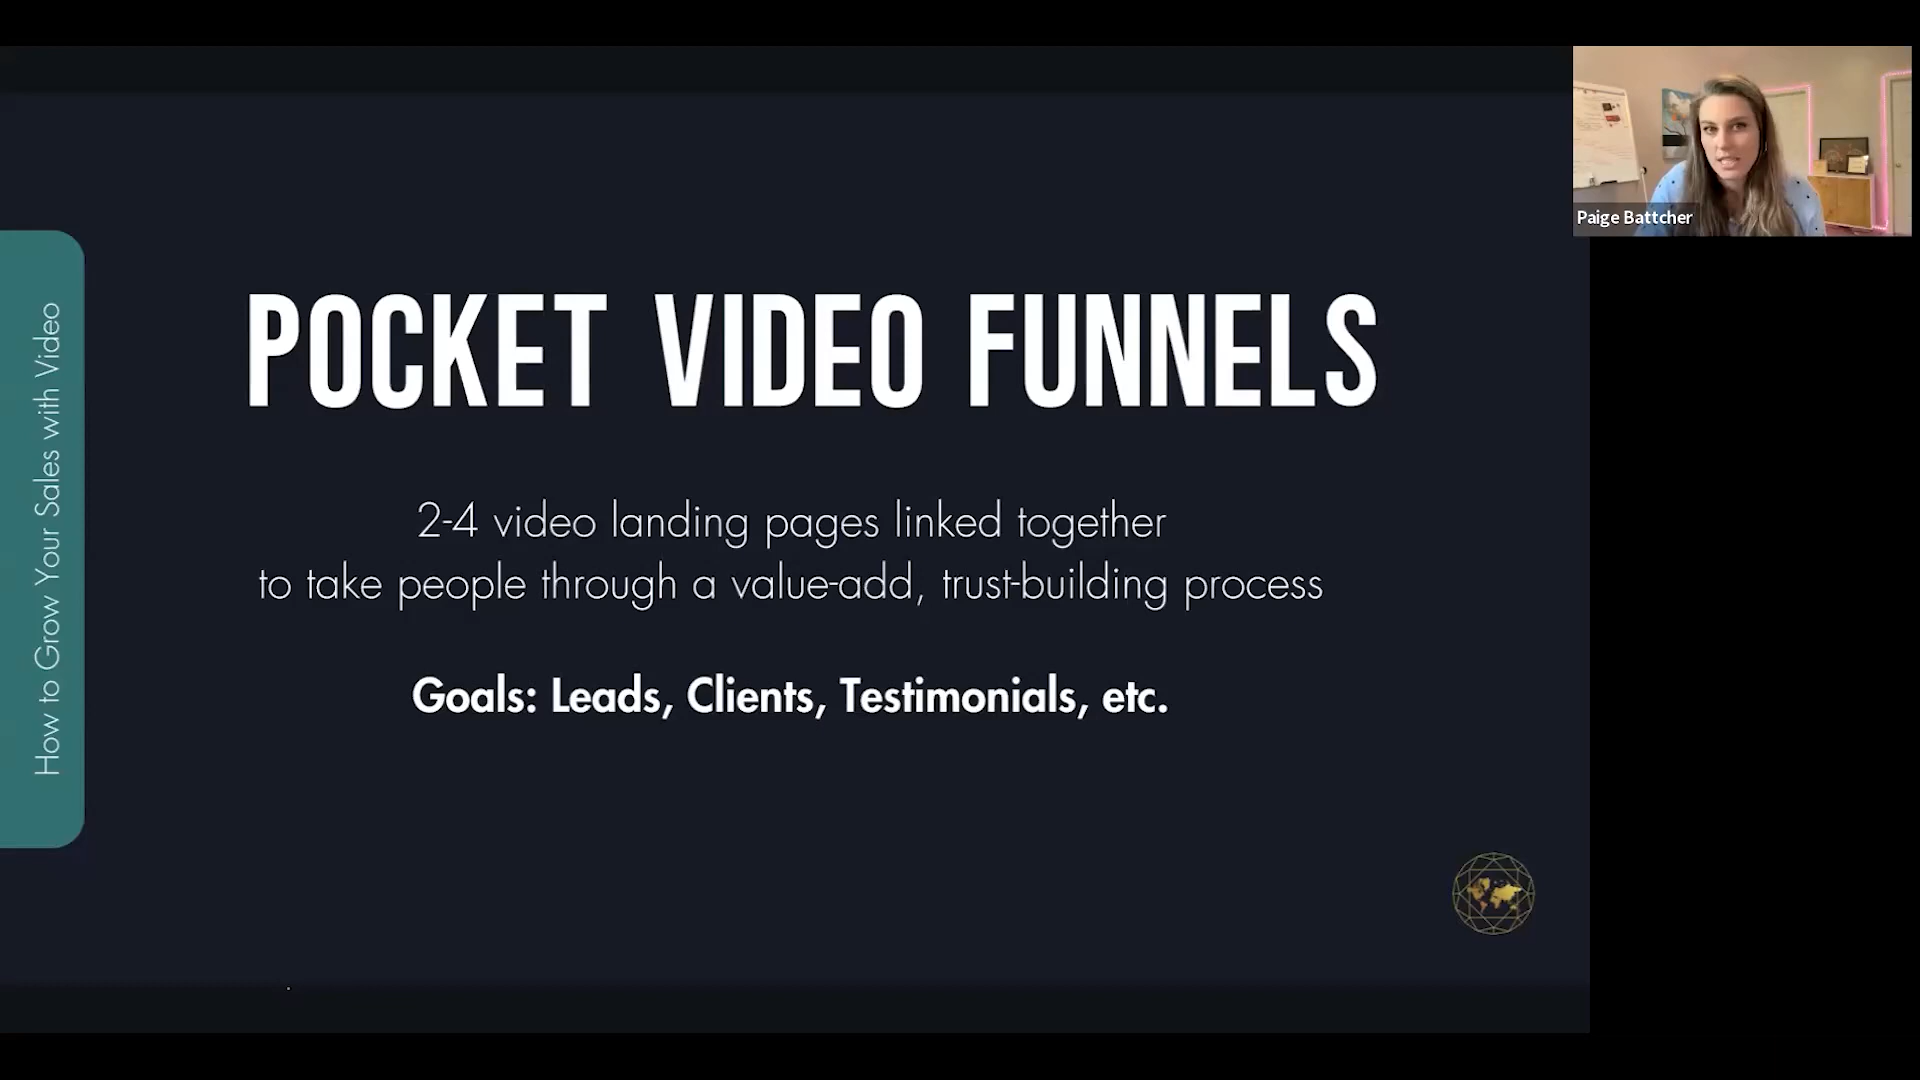 Paige Battcher
How to Grow Your Sales with Video
POCKET VIDEO FUNNELS
2-4 video landing pages linked together
to take people through a value-add, trust-building process
Goals: Leads, Clients, Testimonials, etc.